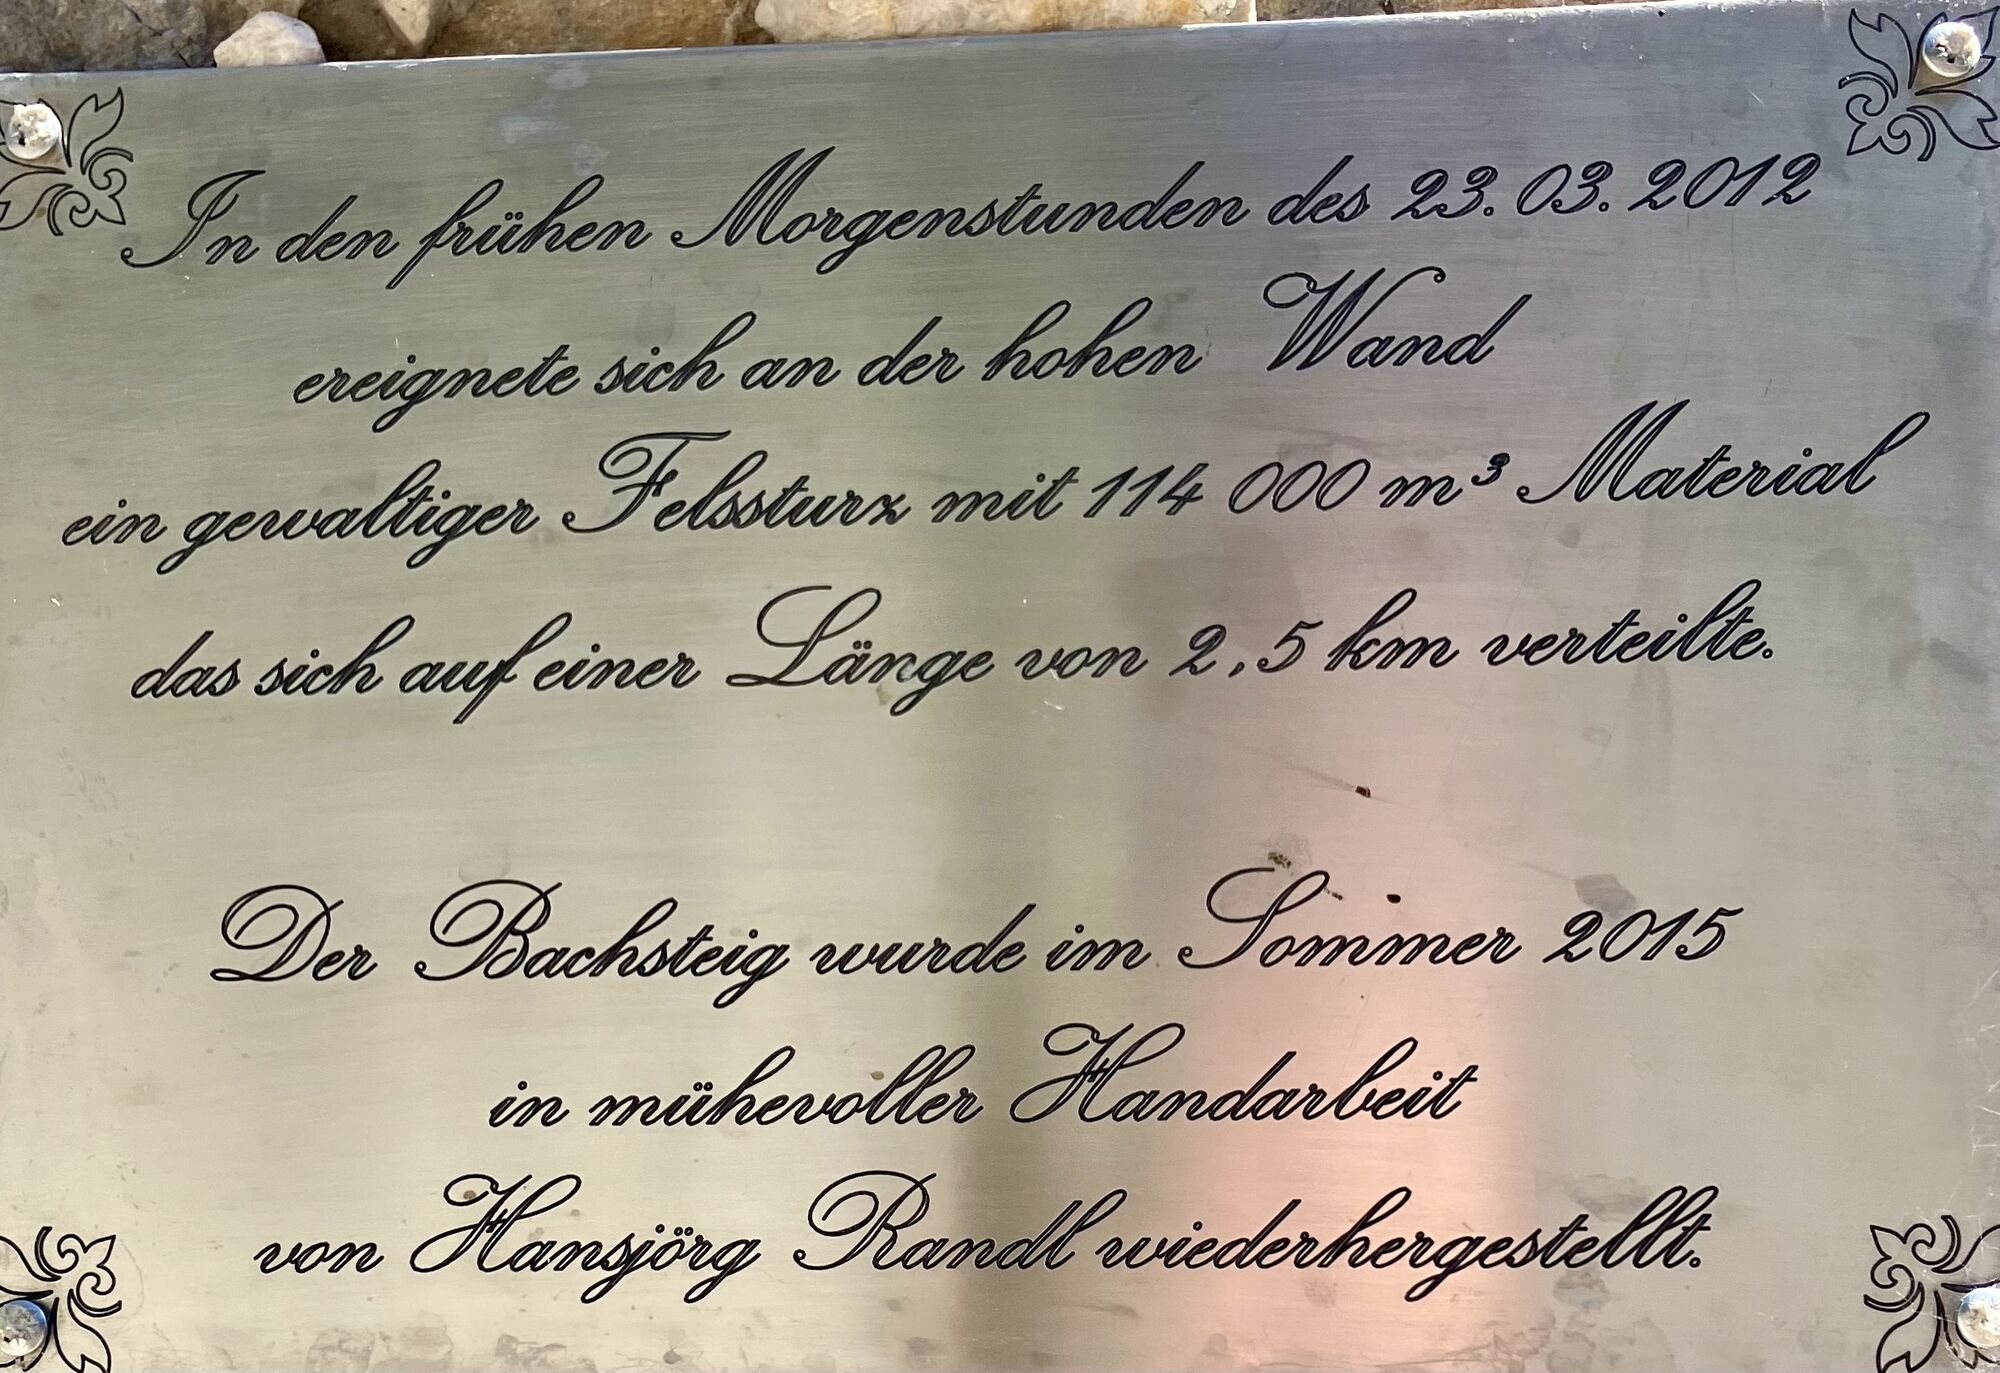 In den frühen Morgenstunden des 23.03.2012
ereignete sich an der hohen Wand
ein gewaltiger Felssturz mit 114 000 m³ Material
das sich auf einer Länge von 2,5 km verteilte.
Der Bachsteig wurde im Sommer 2015
in mühevoller Handarbeit
von Hansjörg Randl wiederhergestellt.